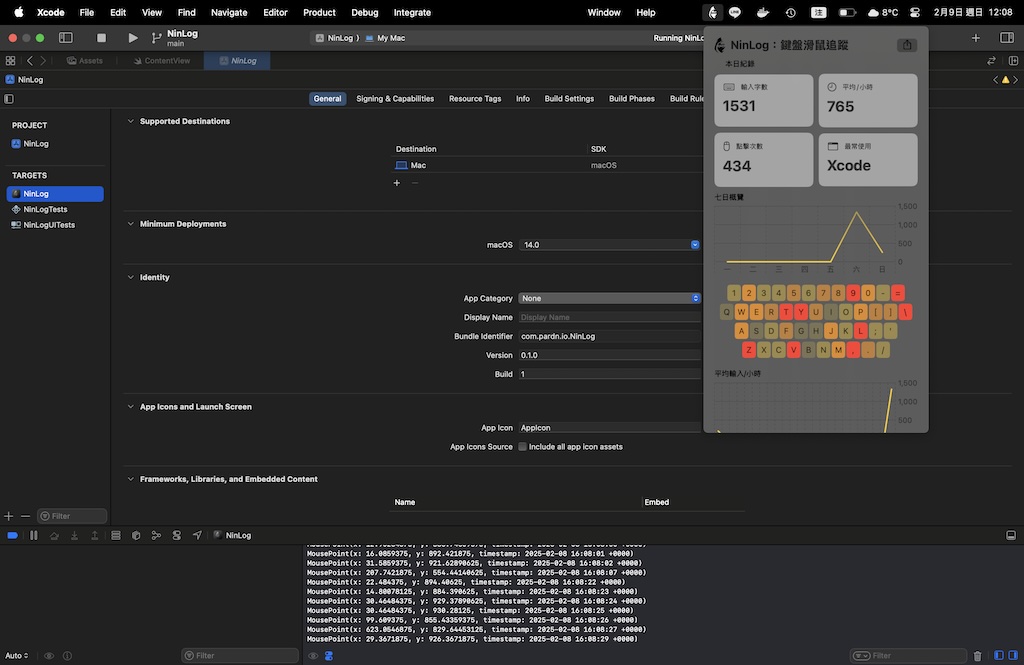 Xcode File Edit View Find Navigate Editor Product Debug Integrate Window Help 注 8°C 2月9日 週日 12:08
NinLog
main
NinLog 〉 My Mac
Running NinLo
Assets ContentView NinLog
NinLog
General Signing & Capabilities Resource Tags Info Build Settings Build Phases Build Rule
PROJECT
NinLog
TARGETS
NinLog
NinLogTests
NinLogUITests
Supported Destinations
Destination SDK
Mac macOS
Minimum Deployments
macOS 14.0
Identity
App Category None
Display Name Display Name
Bundle Identifier com.pardn.io.NinLog
Version 0.1.0
Build 1
App Icons and Launch Screen
App Icon AppIcon
App Icons Source Include all app icon assets
Frameworks, Libraries, and Embedded Content
Name Embed
NinLog：鍵盤滑鼠追蹤
本日紀錄
輸入字數
1531
平均/小時
765
點擊次數
434
最常使用
Xcode
七日概覽
1,500
1,000
500
0
一 二 三 四 五 六 日
1 2 3 4 5 6 7 8 9 0 - =
Q W E R T Y U I O P [ ] \
A S D F G H J K L ; '
Z X C V B N M , . /
平均輸入/小時
1,500
1,000
500
Filter
NinLog
MousePoint(x: 16.0859375, y: 892.421875, timestamp: 2025-02-08 16:08:01 +0000)
MousePoint(x: 31.5859375, y: 921.62890625, timestamp: 2025-02-08 16:08:02 +0000)
MousePoint(x: 207.7421875, y: 554.44140625, timestamp: 2025-02-08 16:08:07 +0000)
MousePoint(x: 22.484375, y: 894.40625, timestamp: 2025-02-08 16:08:22 +0000)
MousePoint(x: 14.80078125, y: 884.390625, timestamp: 2025-02-08 16:08:23 +0000)
MousePoint(x: 30.46484375, y: 929.37890625, timestamp: 2025-02-08 16:08:24 +0000)
MousePoint(x: 30.46484375, y: 930.28125, timestamp: 2025-02-08 16:08:25 +0000)
MousePoint(x: 99.609375, y: 855.43359375, timestamp: 2025-02-08 16:08:26 +0000)
MousePoint(x: 623.0546875, y: 829.64453125, timestamp: 2025-02-08 16:08:27 +0000)
MousePoint(x: 29.3671875, y: 926.3671875, timestamp: 2025-02-08 16:08:29 +0000)
Auto Filter Filter